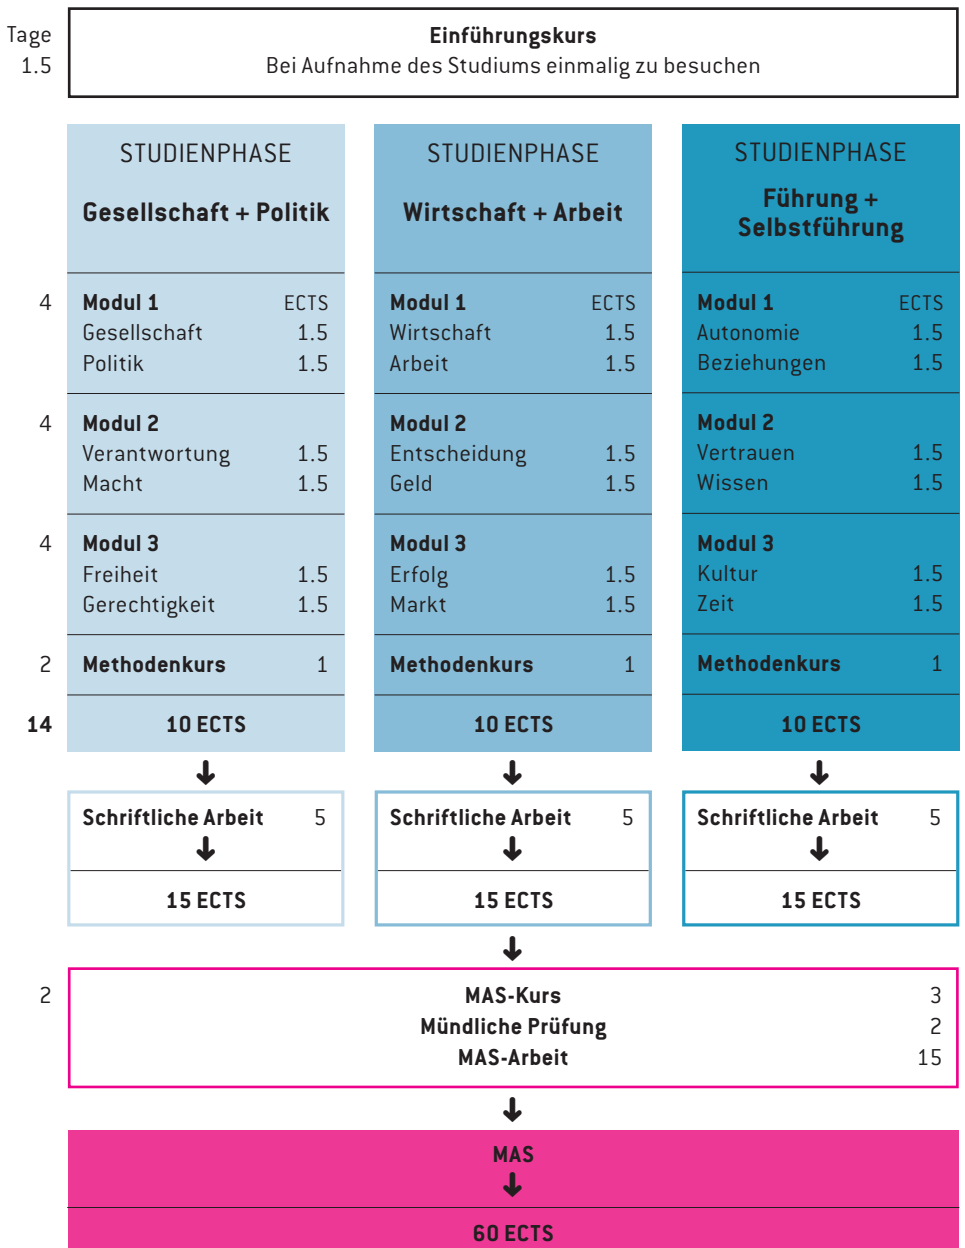 Tage
1.5
Einführungskurs
Bei Aufnahme des Studiums einmalig zu besuchen
STUDIENPHASE
Gesellschaft + Politik
STUDIENPHASE
Wirtschaft + Arbeit
STUDIENPHASE
Führung +
Selbstführung
4
Modul 1 ECTS
Gesellschaft 1.5
Politik 1.5
Modul 1 ECTS
Wirtschaft 1.5
Arbeit 1.5
Modul 1 ECTS
Autonomie 1.5
Beziehungen 1.5
4
Modul 2
Verantwortung 1.5
Macht 1.5
Modul 2
Entscheidung 1.5
Geld 1.5
Modul 2
Vertrauen 1.5
Wissen 1.5
4
Modul 3
Freiheit 1.5
Gerechtigkeit 1.5
Modul 3
Erfolg 1.5
Markt 1.5
Modul 3
Kultur 1.5
Zeit 1.5
2
Methodenkurs 1
Methodenkurs 1
Methodenkurs 1
14
10 ECTS
10 ECTS
10 ECTS
Schriftliche Arbeit 5
15 ECTS
Schriftliche Arbeit 5
15 ECTS
Schriftliche Arbeit 5
15 ECTS
2
MAS-Kurs 3
Mündliche Prüfung 2
MAS-Arbeit 15
MAS
60 ECTS